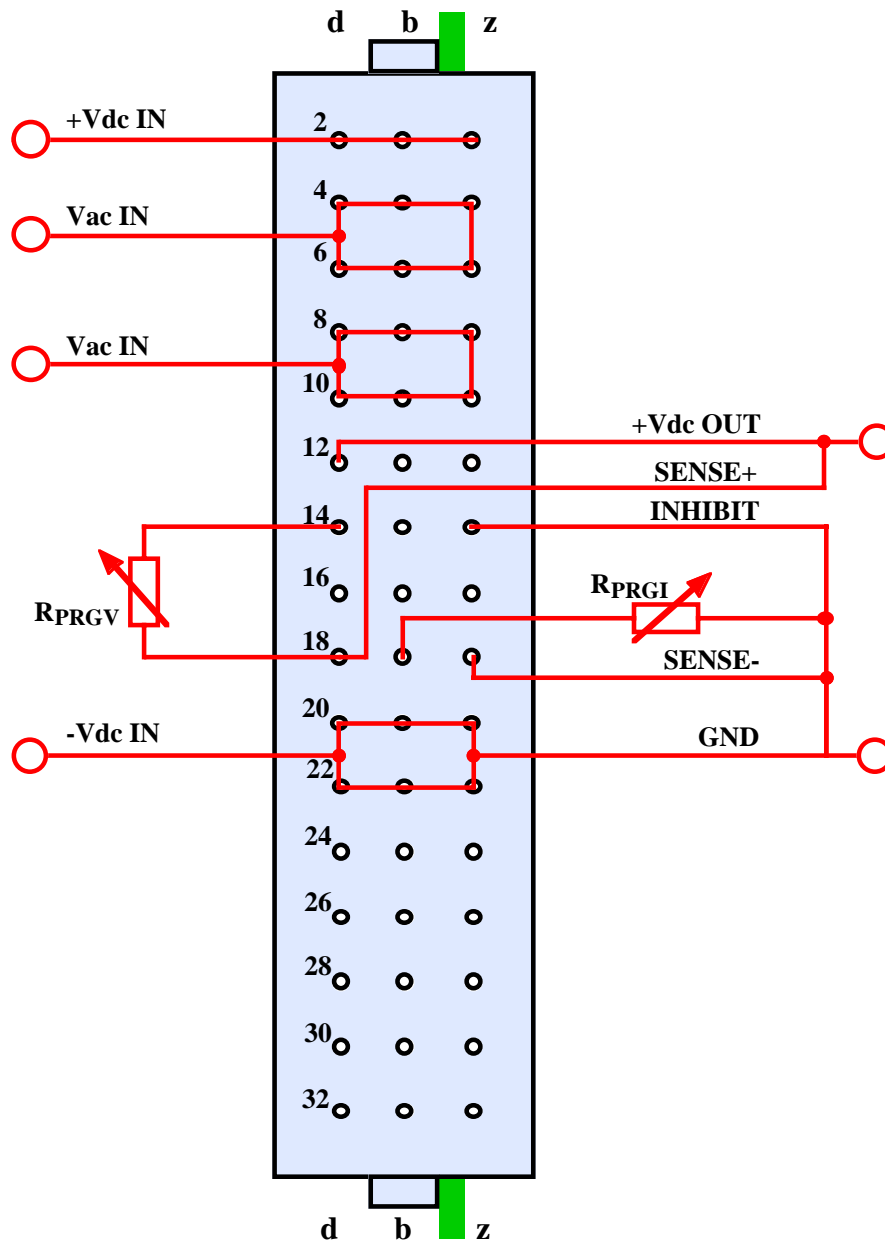 d b z
2
+Vdc IN
4
Vac IN
6
8
Vac IN
10
+Vdc OUT
12
SENSE+
14
INHIBIT
16
RPRGI
RPRGV
18
SENSE-
20
-Vdc IN
GND
22
24
26
28
30
32
d b z